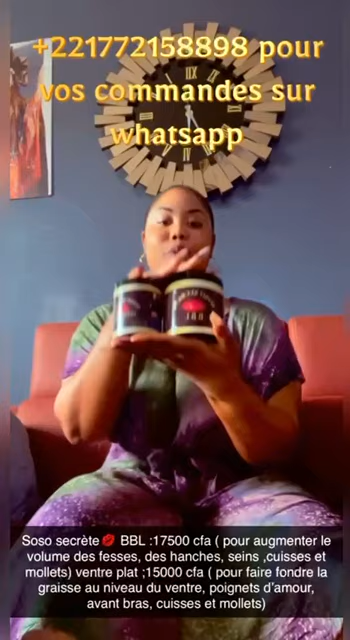 +221772158898 pour
vos commandes sur
whatsapp
Soso secrète💋 BBL :17500 cfa ( pour augmenter le
volume des fesses, des hanches, seins ,cuisses et
mollets) ventre plat ;15000 cfa ( pour faire fondre la
graisse au niveau du ventre, poignets d'amour,
avant bras, cuisses et mollets)